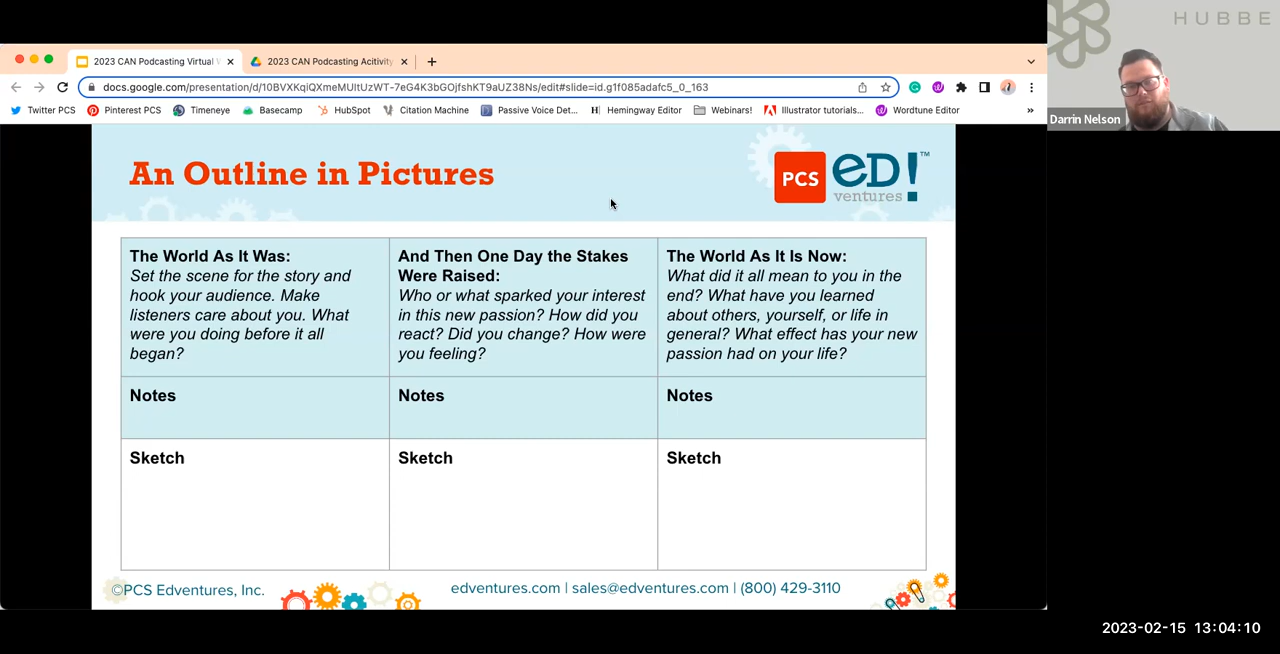 HUBBE
2023 CAN Podcasting Virtual W
2023 CAN Podcasting Acitivity
docs.google.com/presentation/d/10BVXKqiQXmeMUItUzWT-7eG4K3bGOjfshKT9aUZ38Ns/edit#slide=id.g1f085adafc5_0_163
Twitter PCS Pinterest PCS Timeneye Basecamp HubSpot Citation Machine Passive Voice Det... Hemingway Editor Webinars! Illustrator tutorials... Wordtune Editor »
Darrin Nelson
An Outline in Pictures
PCS ED! ventures ™
The World As It Was:
Set the scene for the story and
hook your audience. Make
listeners care about you. What
were you doing before it all
began?
And Then One Day the Stakes
Were Raised:
Who or what sparked your interest
in this new passion? How did you
react? Did you change? How were
you feeling?
The World As It Is Now:
What did it all mean to you in the
end? What have you learned
about others, yourself, or life in
general? What effect has your new
passion had on your life?
Notes
Notes
Notes
Sketch
Sketch
Sketch
©PCS Edventures, Inc.
edventures.com | sales@edventures.com | (800) 429-3110
2023-02-15 13:04:10